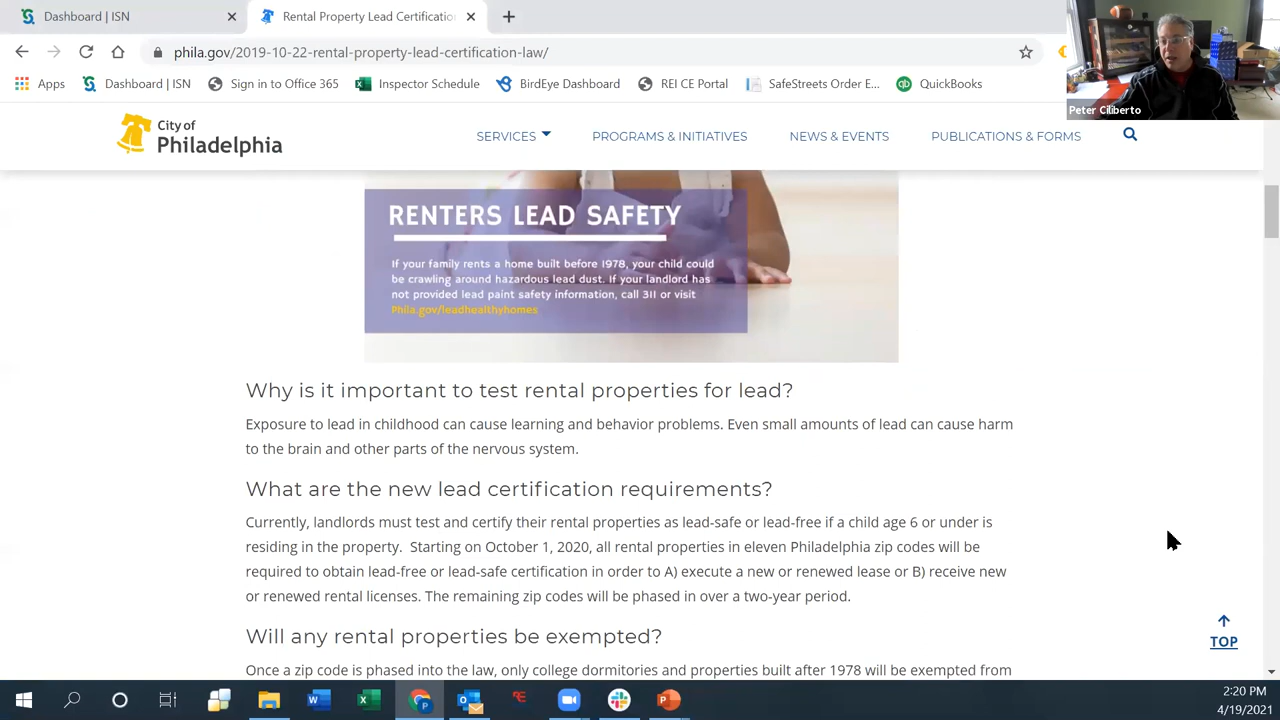 Dashboard | ISN
Rental Property Lead Certificatio
phila.gov/2019-10-22-rental-property-lead-certification-law/
Apps
Dashboard | ISN
Sign in to Office 365
Inspector Schedule
BirdEye Dashboard
REI CE Portal
SafeStreets Order E...
QuickBooks
Peter Ciliberto
City of
Philadelphia
SERVICES
PROGRAMS & INITIATIVES
NEWS & EVENTS
PUBLICATIONS & FORMS
RENTERS LEAD SAFETY
If your family rents a home built before 1978, your child could
be crawling around hazardous lead dust. If your landlord has
not provided lead paint safety information, call 311 or visit
Phila.gov/leadhealthyhomes
Why is it important to test rental properties for lead?
Exposure to lead in childhood can cause learning and behavior problems. Even small amounts of lead can cause harm
to the brain and other parts of the nervous system.
What are the new lead certification requirements?
Currently, landlords must test and certify their rental properties as lead-safe or lead-free if a child age 6 or under is
residing in the property. Starting on October 1, 2020, all rental properties in eleven Philadelphia zip codes will be
required to obtain lead-free or lead-safe certification in order to A) execute a new or renewed lease or B) receive new
or renewed rental licenses. The remaining zip codes will be phased in over a two-year period.
Will any rental properties be exempted?
Once a zip code is phased into the law, only college dormitories and properties built after 1978 will be exempted from
TOP
2:20 PM
4/19/2021